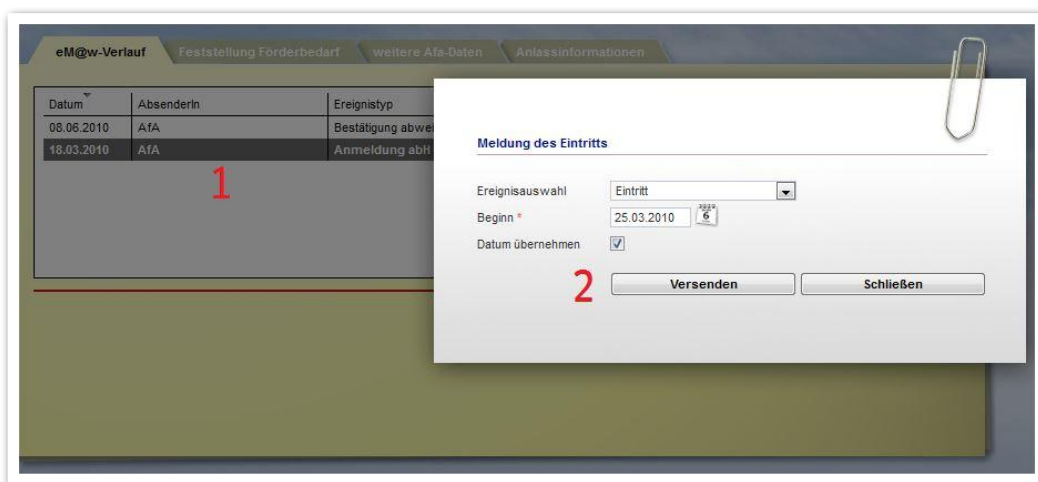 eM@w-Verlauf Feststellung Förderbedarf weitere Afa-Daten Anlassinformationen
Datum AbsenderIn Ereignistyp
08.06.2010 AfA Bestätigung abwei
18.03.2010 AfA Anmeldung abH
1
Meldung des Eintritts
Ereignisauswahl Eintritt
Beginn * 25.03.2010 6
Datum übernehmen
2 Versenden Schließen